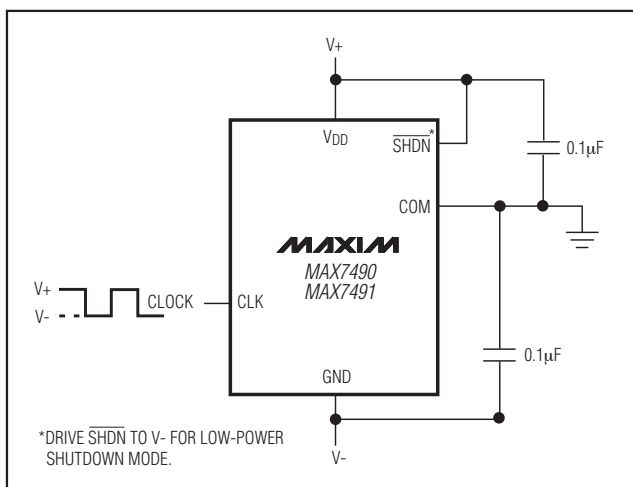 V+
VDD
SHDN*
0.1µF
COM
MAXIM
MAX7490
MAX7491
V+
V-
CLOCK
CLK
0.1µF
GND
*DRIVE SHDN TO V- FOR LOW-POWER
SHUTDOWN MODE.
V-